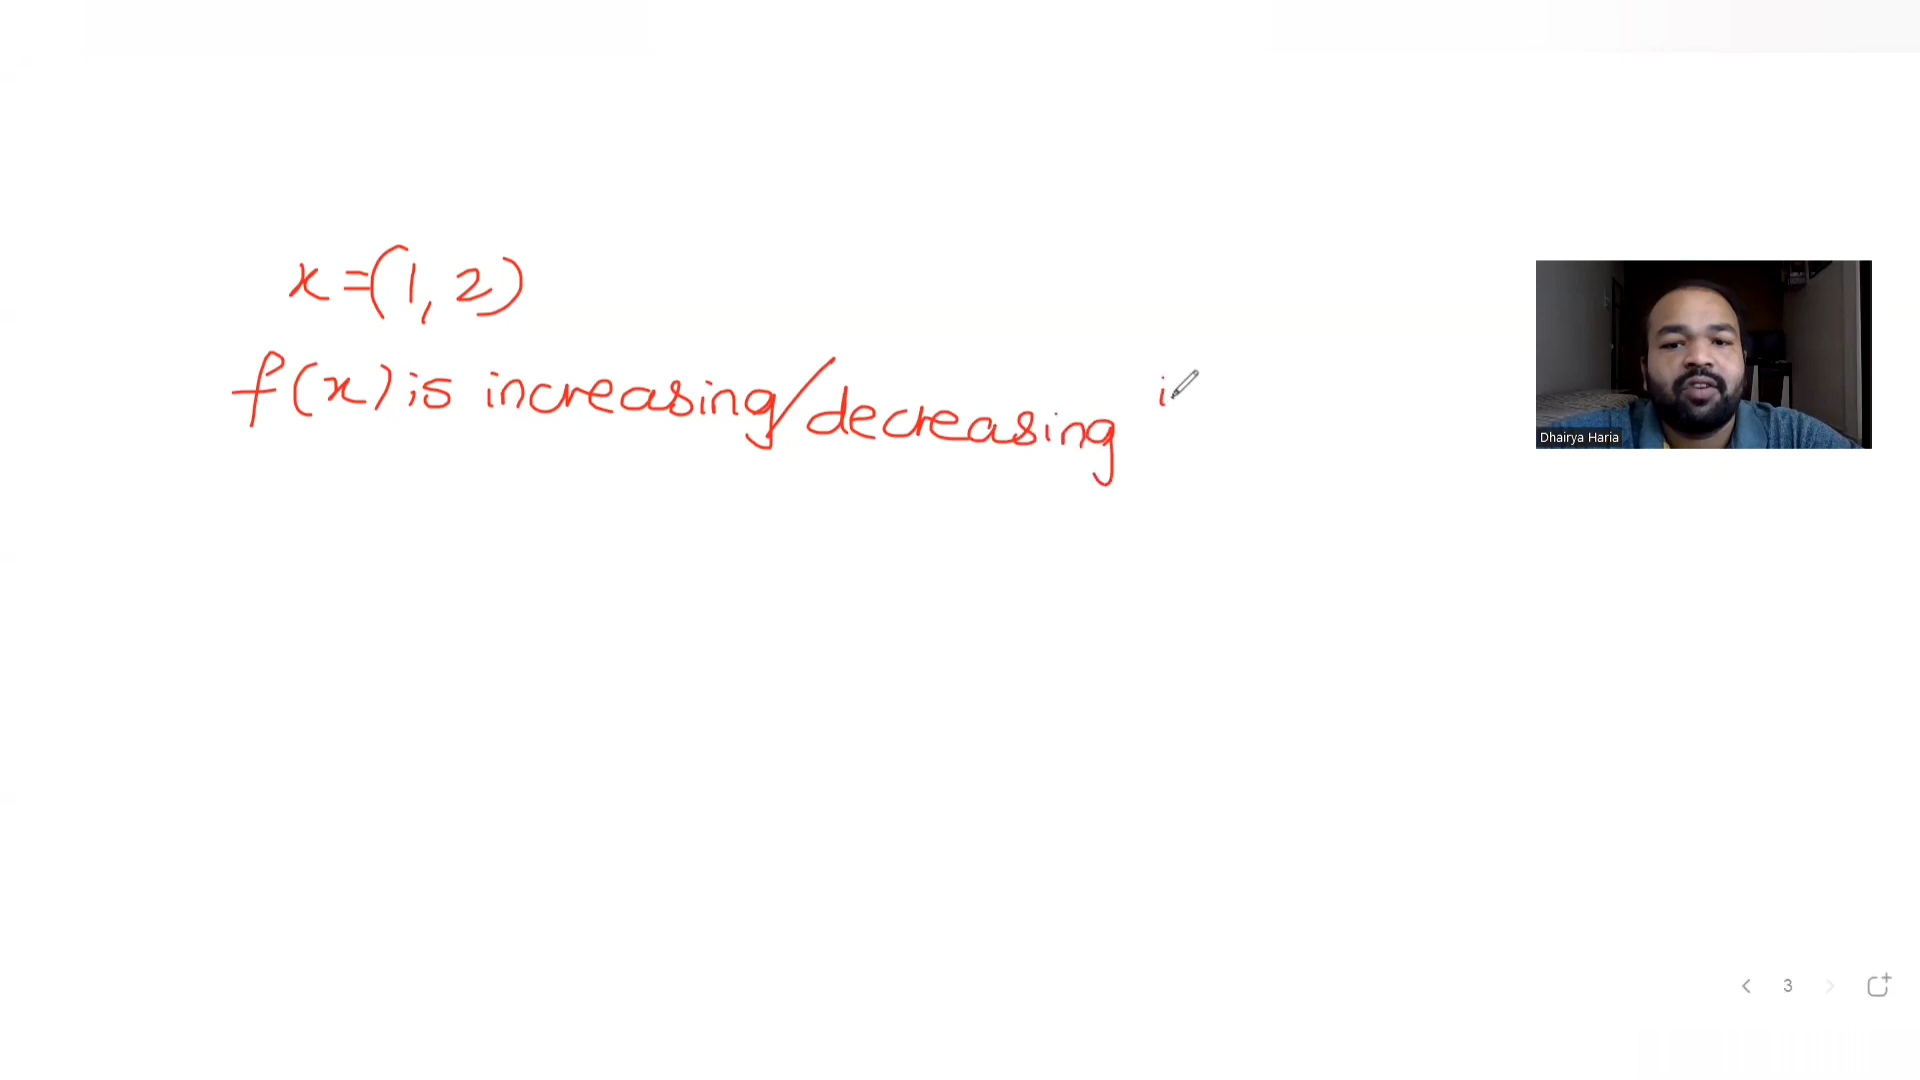 x = (1, 2)
f(x) is increasing/decreasing i
Dhairya Haria
3